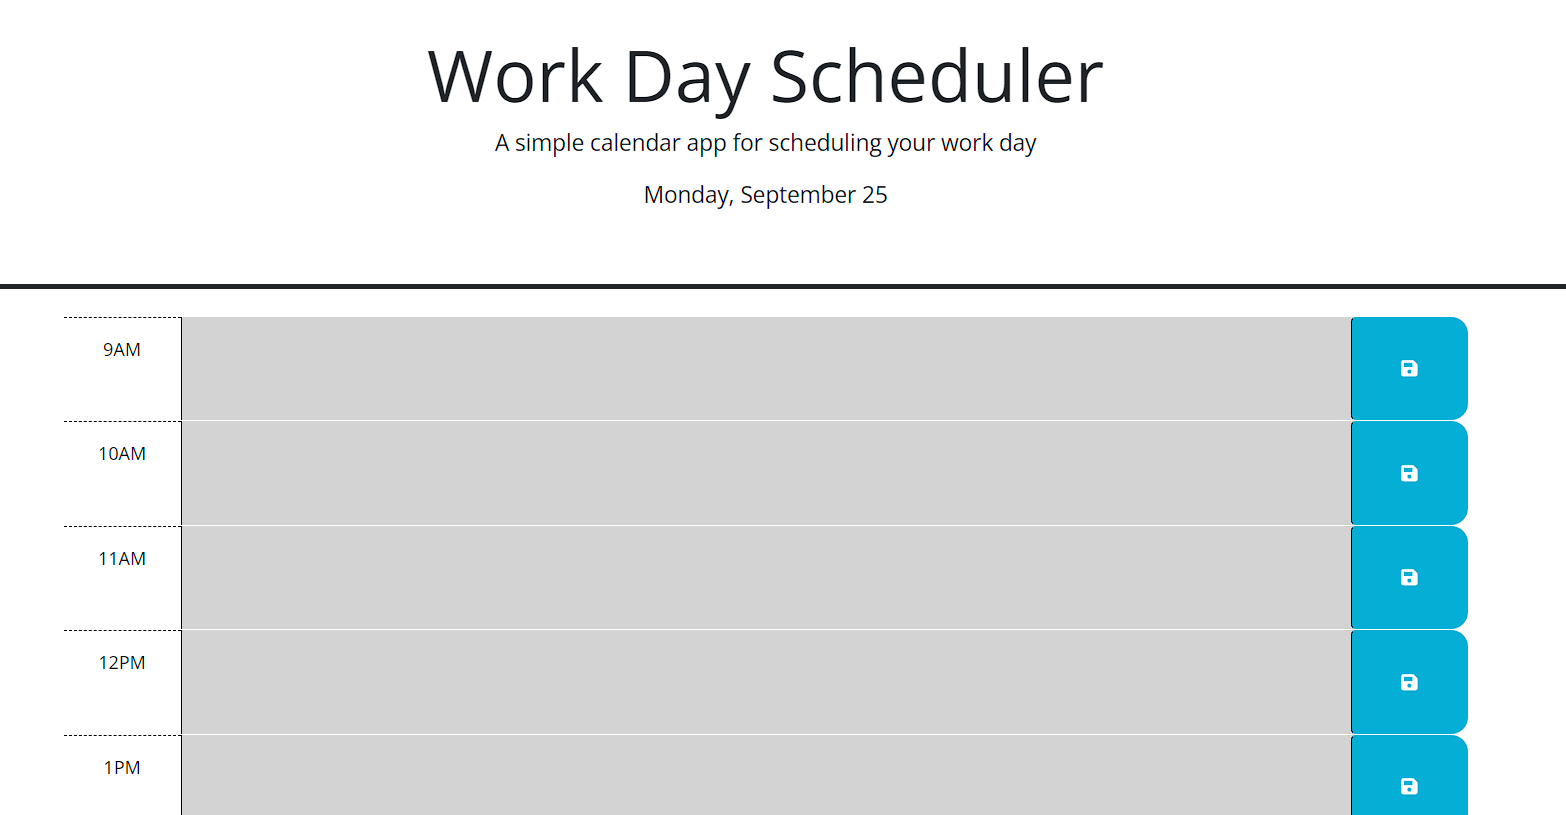 Work Day Scheduler
A simple calendar app for scheduling your work day
Monday, September 25
9AM
10AM
11AM
12PM
1PM